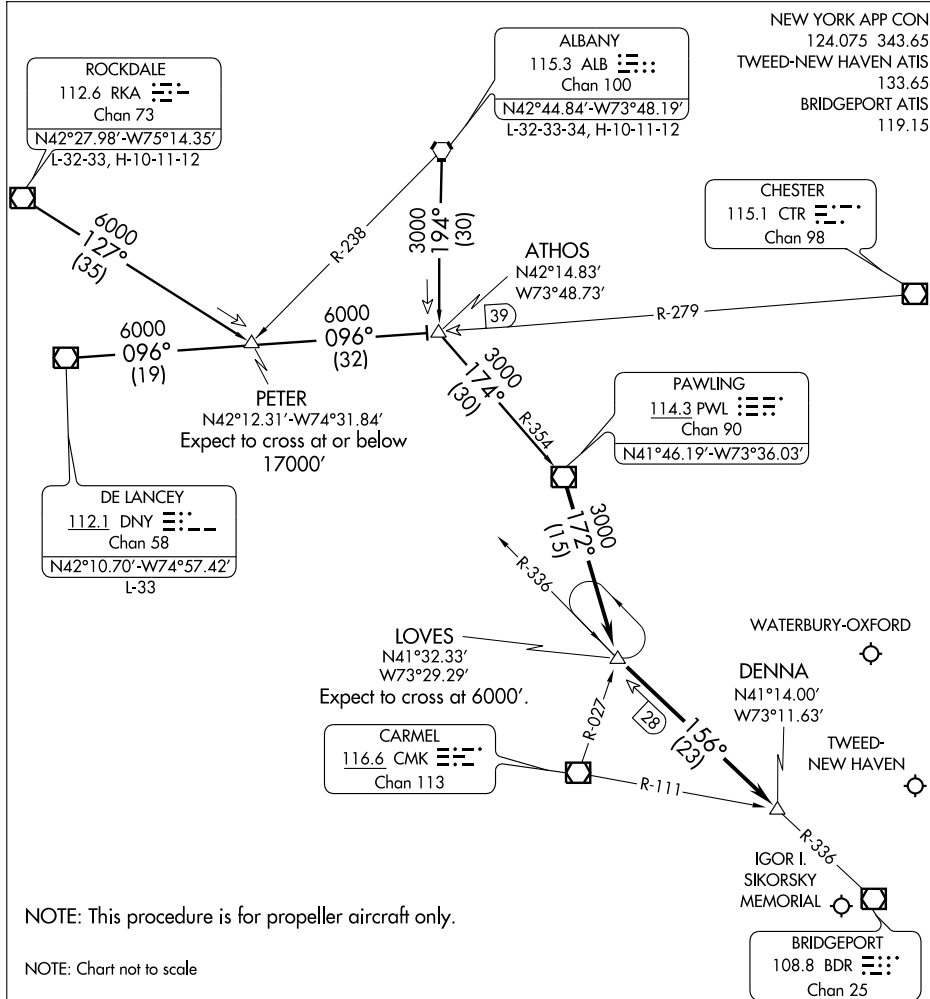 NEW YORK APP CON
124.075 343.65
TWEED-NEW HAVEN ATIS
133.65
BRIDGEPORT ATIS
119.15
ALBANY
115.3 ALB
Chan 100
N42°44.84'-W73°48.19'
L-32-33-34, H-10-11-12
ROCKDALE
112.6 RKA
Chan 73
N42°27.98'-W75°14.35'
L-32-33, H-10-11-12
CHESTER
115.1 CTR
Chan 98
6000
127°
(35)
R-238
3000
194°
(30)
ATHOS
N42°14.83'
W73°48.73'
39
R-279
6000
096°
(19)
6000
096°
(32)
PETER
N42°12.31'-W74°31.84'
Expect to cross at or below
17000'
3000
174°
(30)
R-354
PAWLING
114.3 PWL
Chan 90
N41°46.19'-W73°36.03'
DE LANCEY
112.1 DNY
Chan 58
N42°10.70'-W74°57.42'
L-33
3000
172°
(15)
R-336
LOVES
N41°32.33'
W73°29.29'
Expect to cross at 6000'.
WATERBURY-OXFORD
DENNA
N41°14.00'
W73°11.63'
R-027
28
156°
(23)
CARMEL
116.6 CMK
Chan 113
R-111
TWEED-
NEW HAVEN
R-336
IGOR I.
SIKORSKY
MEMORIAL
BRIDGEPORT
108.8 BDR
Chan 25
NOTE: This procedure is for propeller aircraft only.
NOTE: Chart not to scale